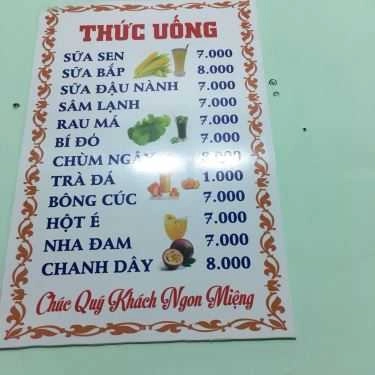 THỨC UỐNG
SỮA SEN 7.000
SỮA BẮP 8.000
SỮA ĐẬU NÀNH 7.000
SÂM LẠNH 7.000
RAU MÁ 7.000
BÍ ĐỎ 7.000
CHÙM NGÂY 8.000
TRÀ ĐÁ 1.000
BÔNG CÚC 7.000
HỘT É 7.000
NHA ĐAM 7.000
CHANH DÂY 8.000
Chúc Quý Khách Ngon Miệng